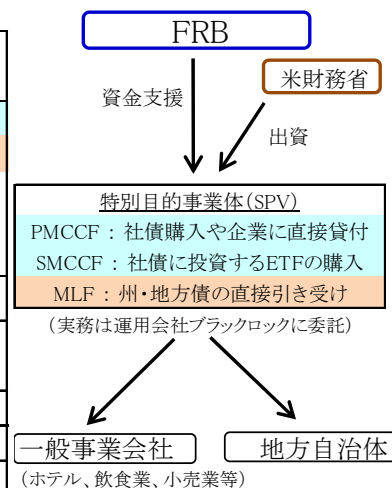 FRB
米財務省
資金支援
出資
特別目的事業体(SPV)
PMCCF : 社債購入や企業に直接貸付
SMCCF : 社債に投資するETFの購入
MLF : 州・地方債の直接引き受け
(実務は運用会社ブラックロックに委託)
一般事業会社
地方自治体
(ホテル、飲食業、小売業等)